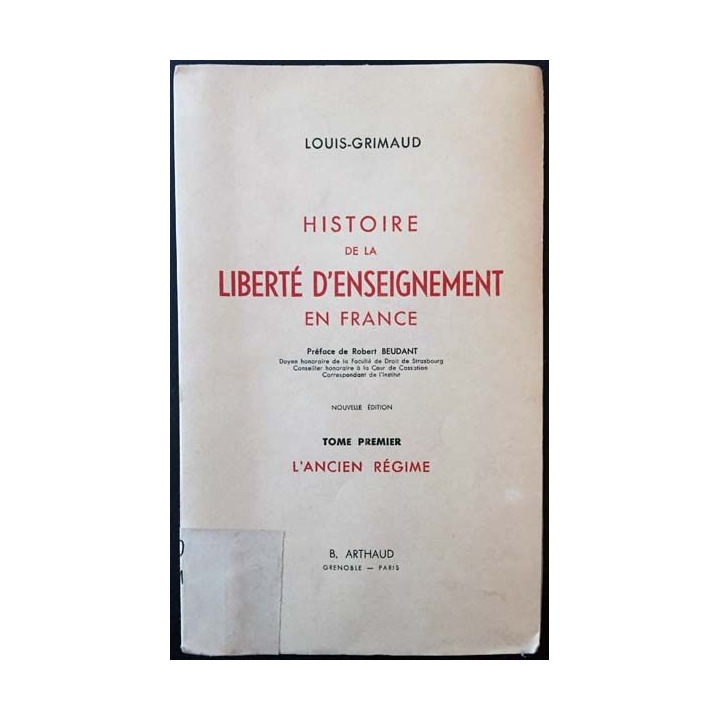 LOUIS-GRIMAUD
HISTOIRE
DE LA
LIBERTÉ D'ENSEIGNEMENT
EN FRANCE
Préface de Robert BEUDANT
Doyen honoraire de la Faculté de Droit de Strasbourg
Conseiller honoraire à la Cour de Cassation
Correspondant de l'Institut
NOUVELLE ÉDITION
TOME PREMIER
L'ANCIEN RÉGIME
B. ARTHAUD
GRENOBLE — PARIS